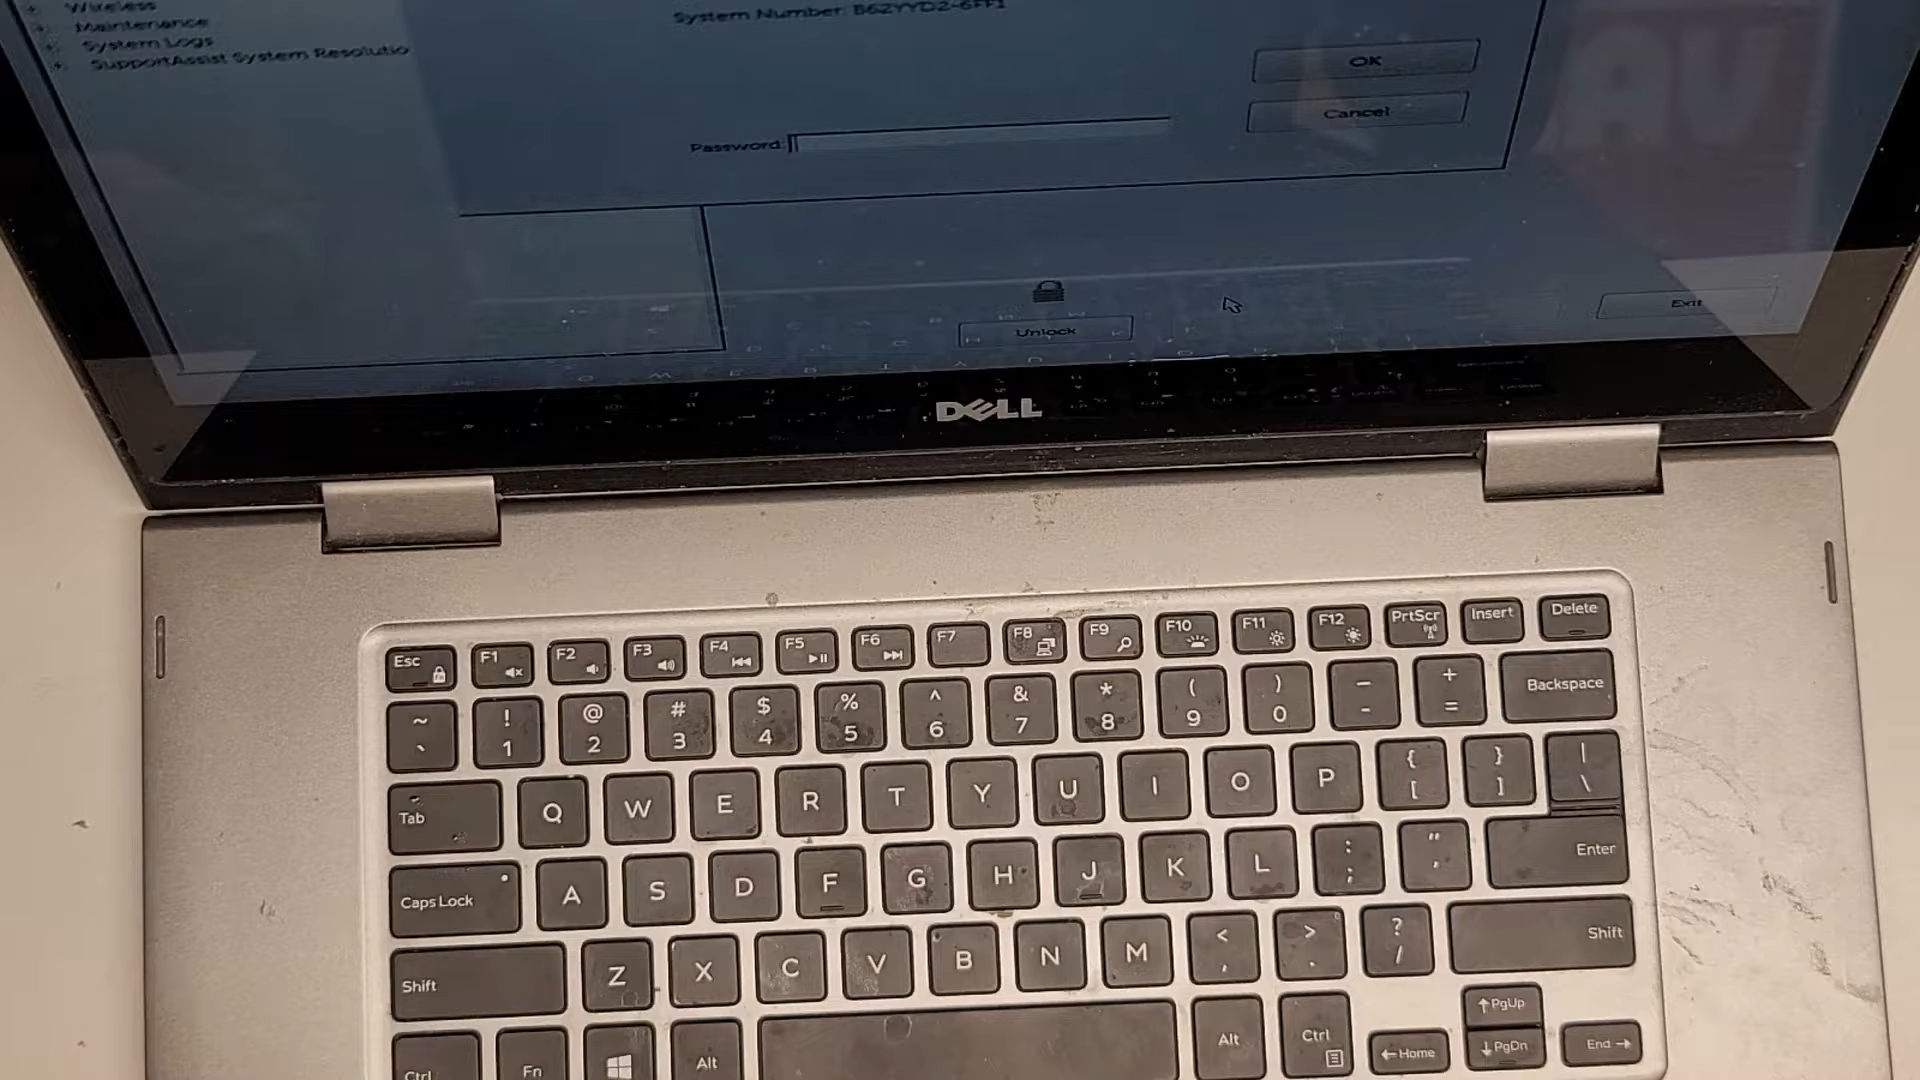 Wireless
Maintenance
System Logs
SupportAssist System Resolutio
System Number: B62YYD2-6FF1
OK
Cancel
Password:
Unlock
Exit
DELL
Esc F1 F2 F3 F4 F5 F6 F7 F8 F9 F10 F11 F12 PrtScr Insert Delete
~ ! @ # $ % ^ & * ( ) — +
` 1 2 3 4 5 6 7 8 9 0 - = Backspace
Tab Q W E R T Y U I O P { [ } ] | \
Caps Lock A S D F G H J K L : ; " ' Enter
Shift Z X C V B N M < , > . ? / Shift
Ctrl Fn Alt Alt Ctrl Home PgUp PgDn End